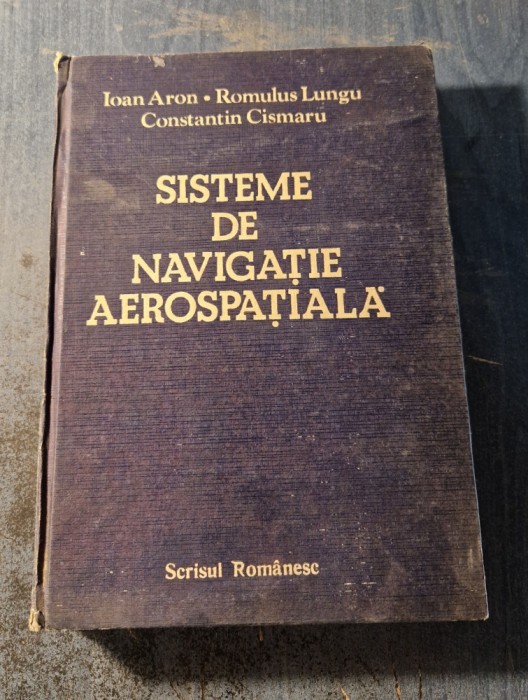 Ioan Aron • Romulus Lungu
Constantin Cismaru
SISTEME
DE
NAVIGAȚIE
AEROSPAȚIALĂ
Scrisul Românesc